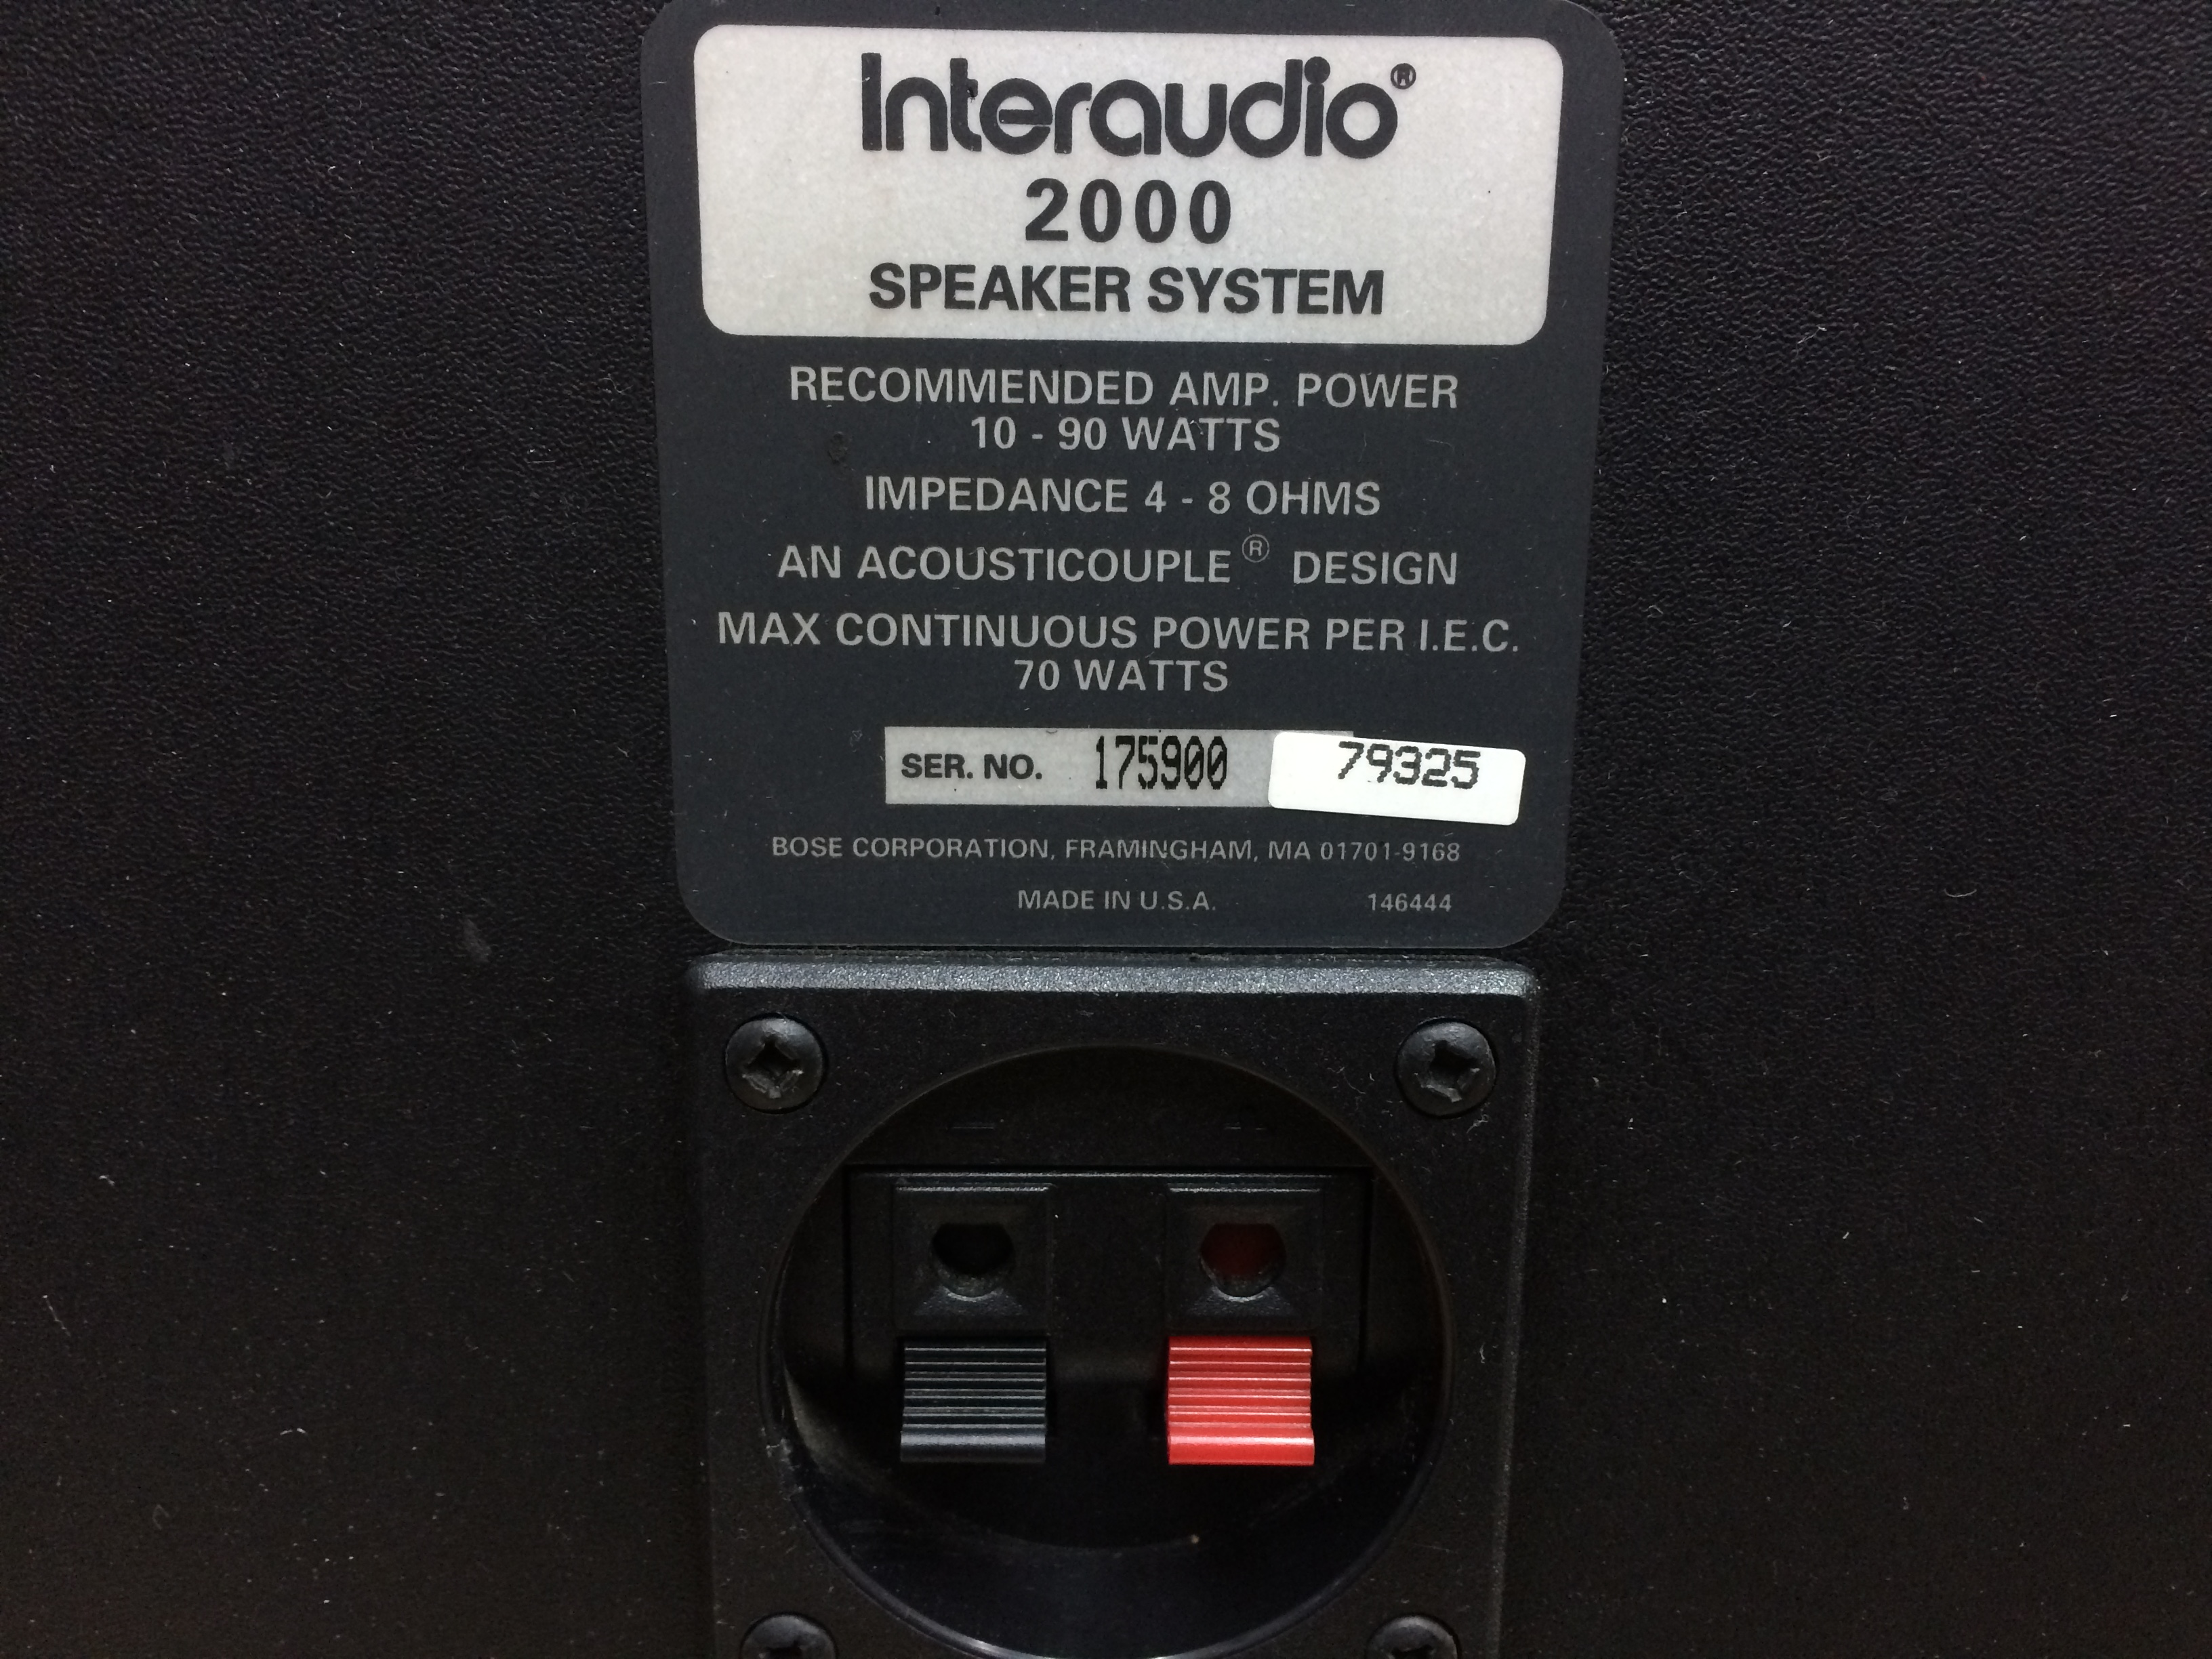 Interaudio®
2000
SPEAKER SYSTEM
RECOMMENDED AMP. POWER
10 - 90 WATTS
IMPEDANCE 4 - 8 OHMS
AN ACOUSTICOUPLE® DESIGN
MAX CONTINUOUS POWER PER I.E.C.
70 WATTS
SER. NO. 175900 79325
BOSE CORPORATION, FRAMINGHAM, MA 01701-9168
MADE IN U.S.A. 146444